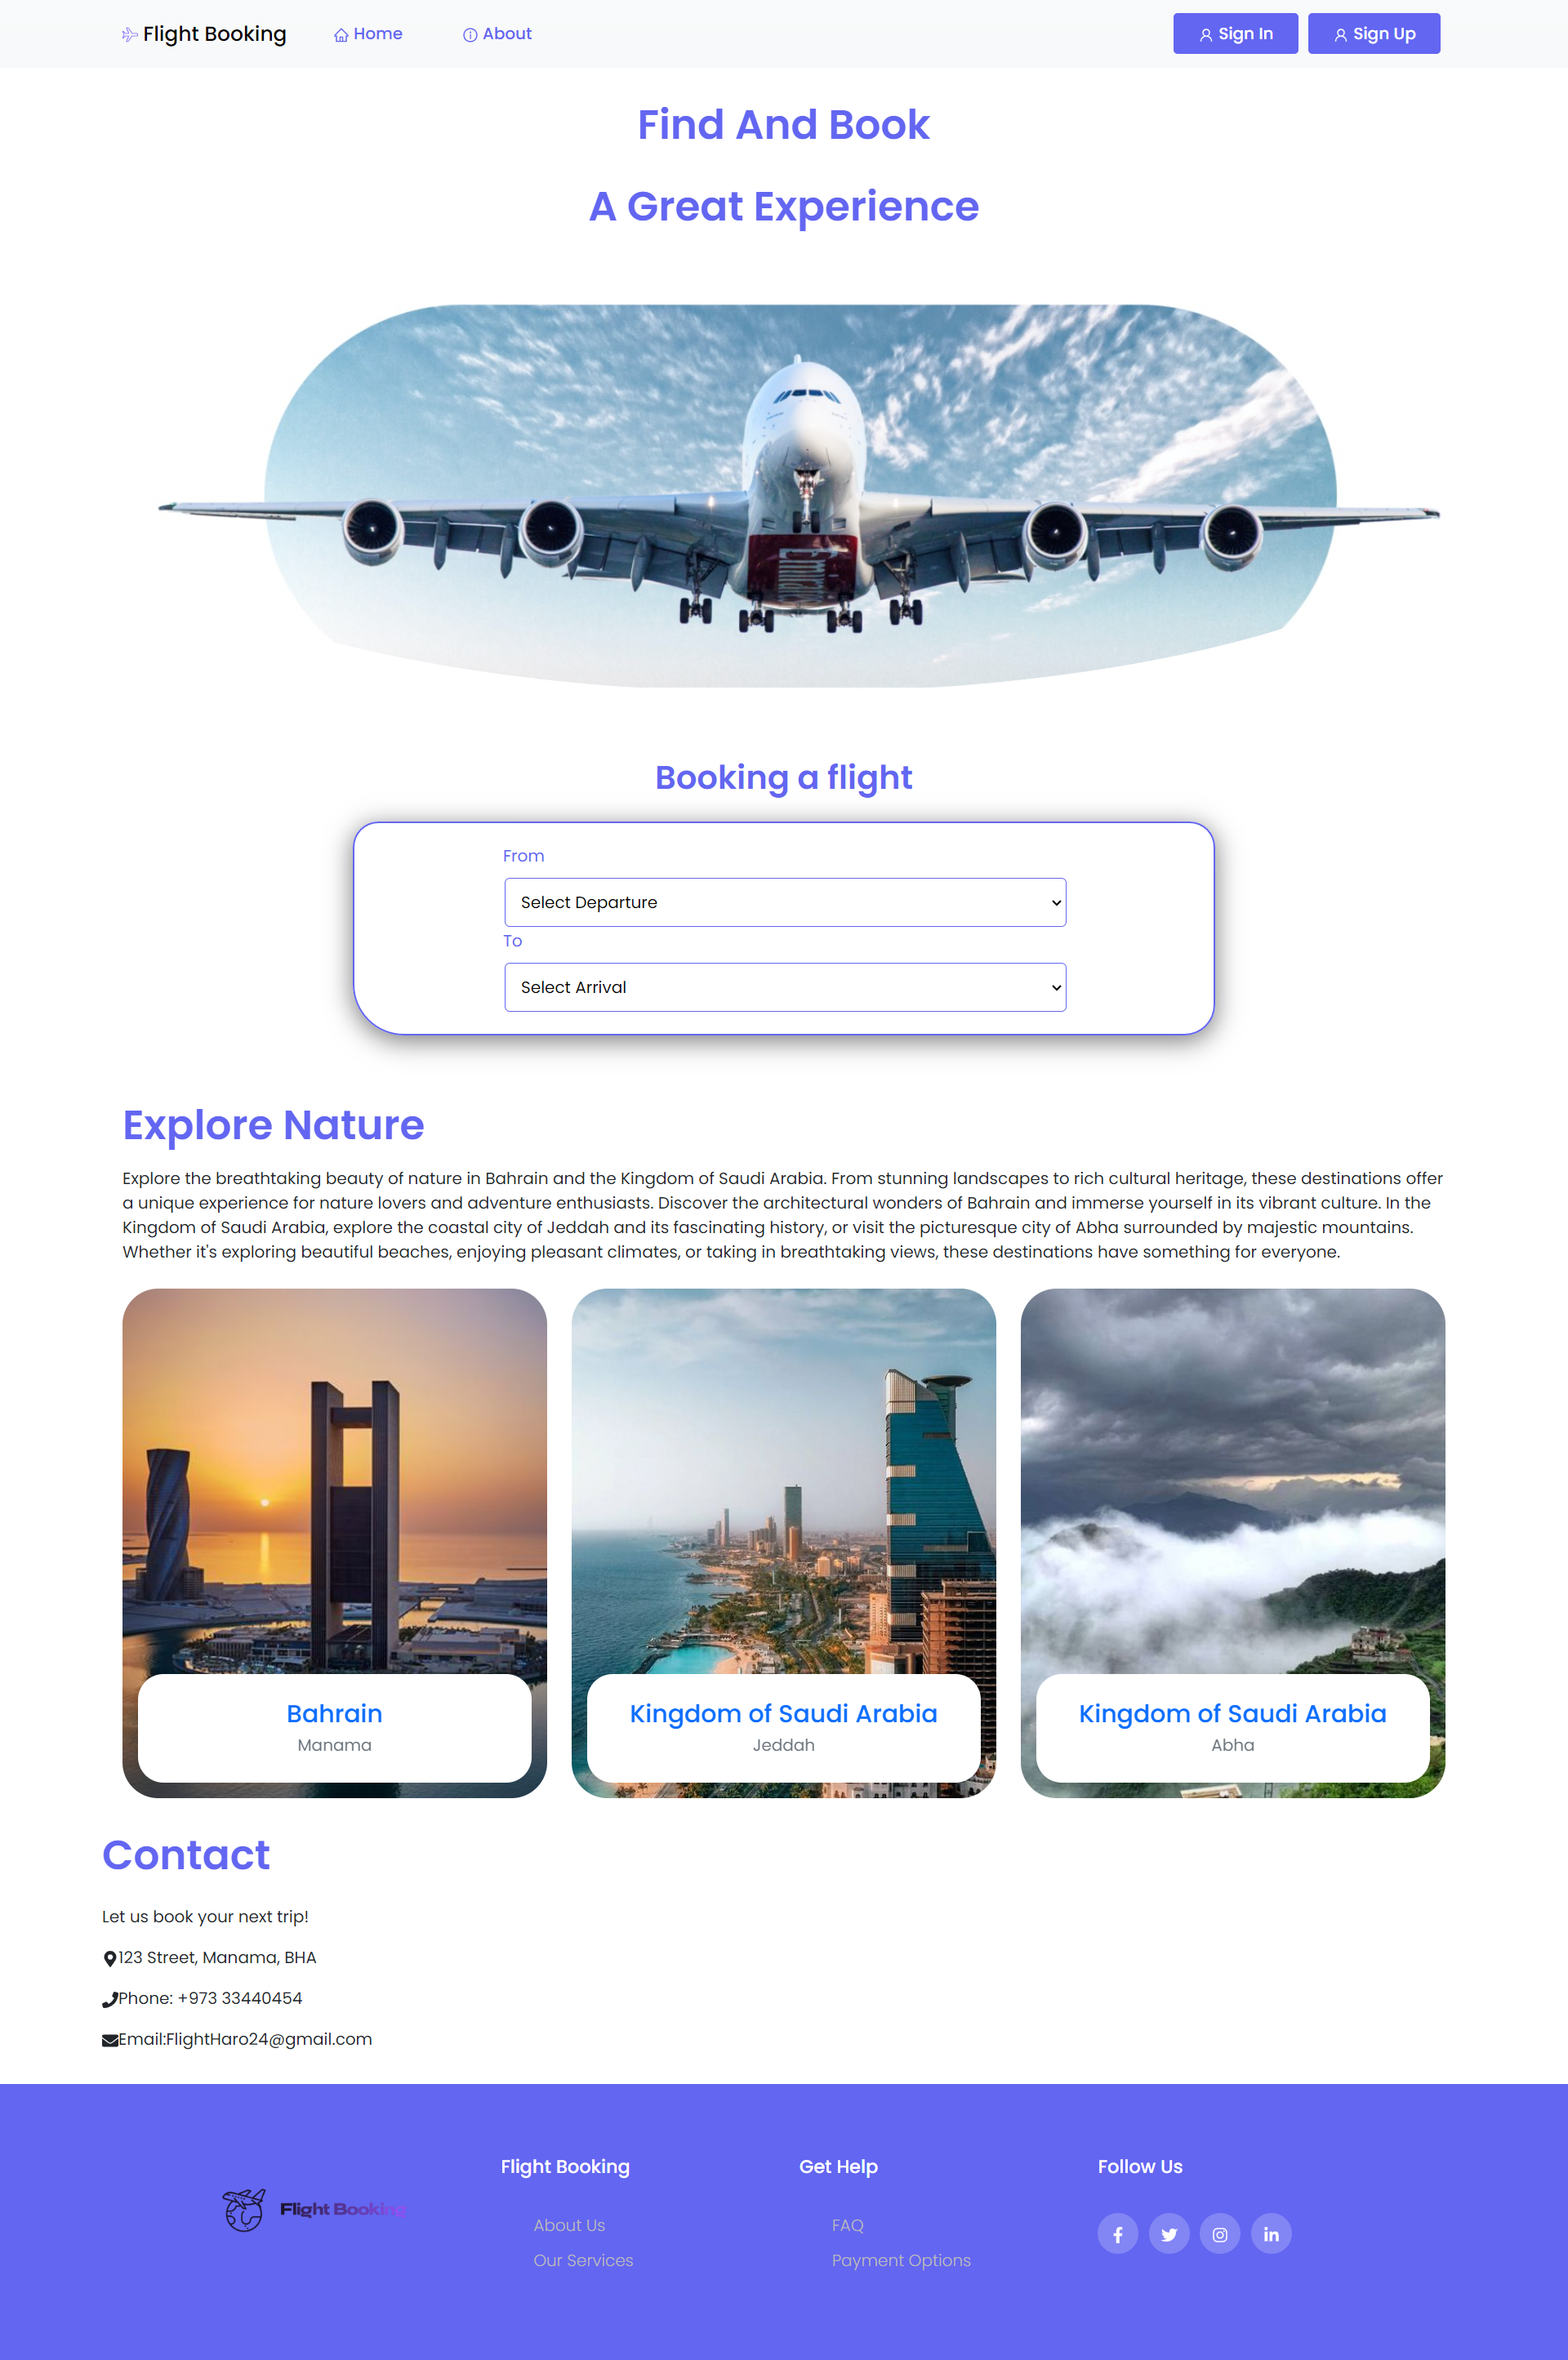 Flight Booking
Home
About
Sign In
Sign Up
Find And Book
A Great Experience
Booking a flight
From
Select Departure
To
Select Arrival
Explore Nature
Explore the breathtaking beauty of nature in Bahrain and the Kingdom of Saudi Arabia. From stunning landscapes to rich cultural heritage, these destinations offer
a unique experience for nature lovers and adventure enthusiasts. Discover the architectural wonders of Bahrain and immerse yourself in its vibrant culture. In the
Kingdom of Saudi Arabia, explore the coastal city of Jeddah and its fascinating history, or visit the picturesque city of Abha surrounded by majestic mountains.
Whether it's exploring beautiful beaches, enjoying pleasant climates, or taking in breathtaking views, these destinations have something for everyone.
Bahrain
Manama
Kingdom of Saudi Arabia
Jeddah
Kingdom of Saudi Arabia
Abha
Contact
Let us book your next trip!
123 Street, Manama, BHA
Phone: +973 33440454
Email:FlightHaro24@gmail.com
Flight Booking
Flight Booking
About Us
Our Services
Get Help
FAQ
Payment Options
Follow Us